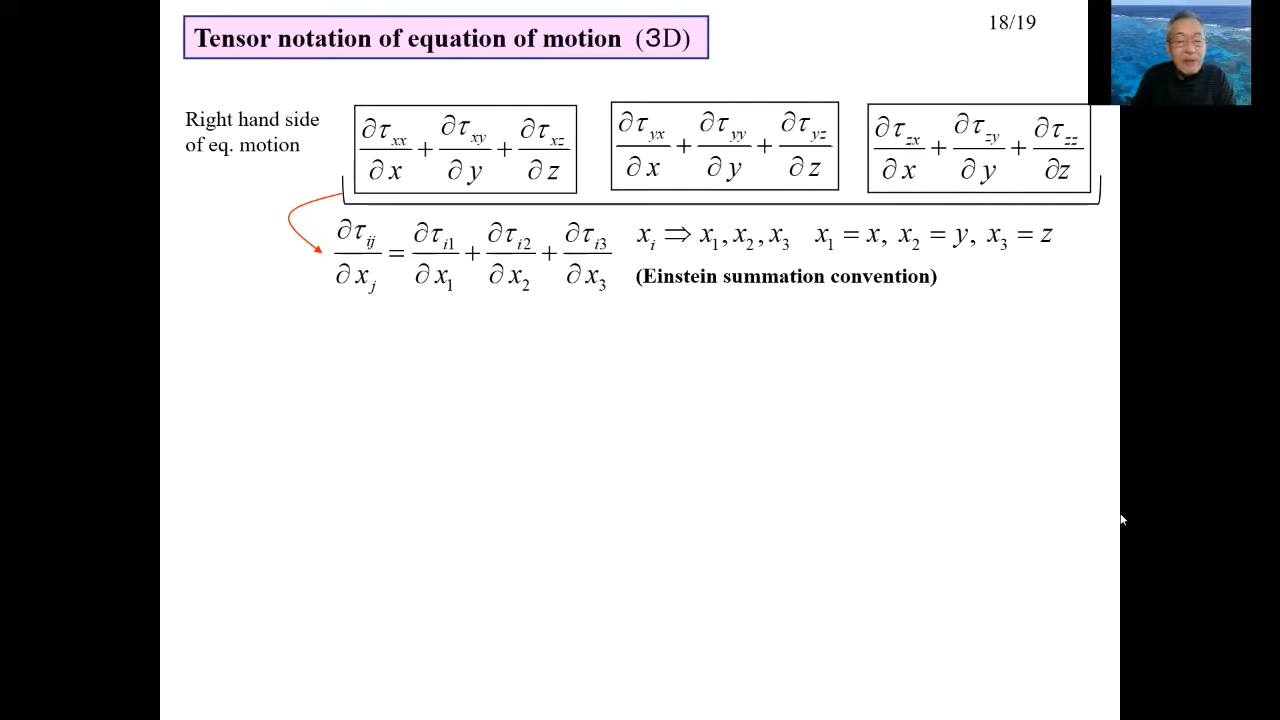 Tensor notation of equation of motion (3D)
18/19
Right hand side
of eq. motion
∂τxx/∂x + ∂τxy/∂y + ∂τxz/∂z
∂τyx/∂x + ∂τyy/∂y + ∂τyz/∂z
∂τzx/∂x + ∂τzy/∂y + ∂τzz/∂z
∂τij/∂xj = ∂τi1/∂x1 + ∂τi2/∂x2 + ∂τi3/∂x3
xi ⇒ x1, x2, x3 x1 = x, x2 = y, x3 = z
(Einstein summation convention)